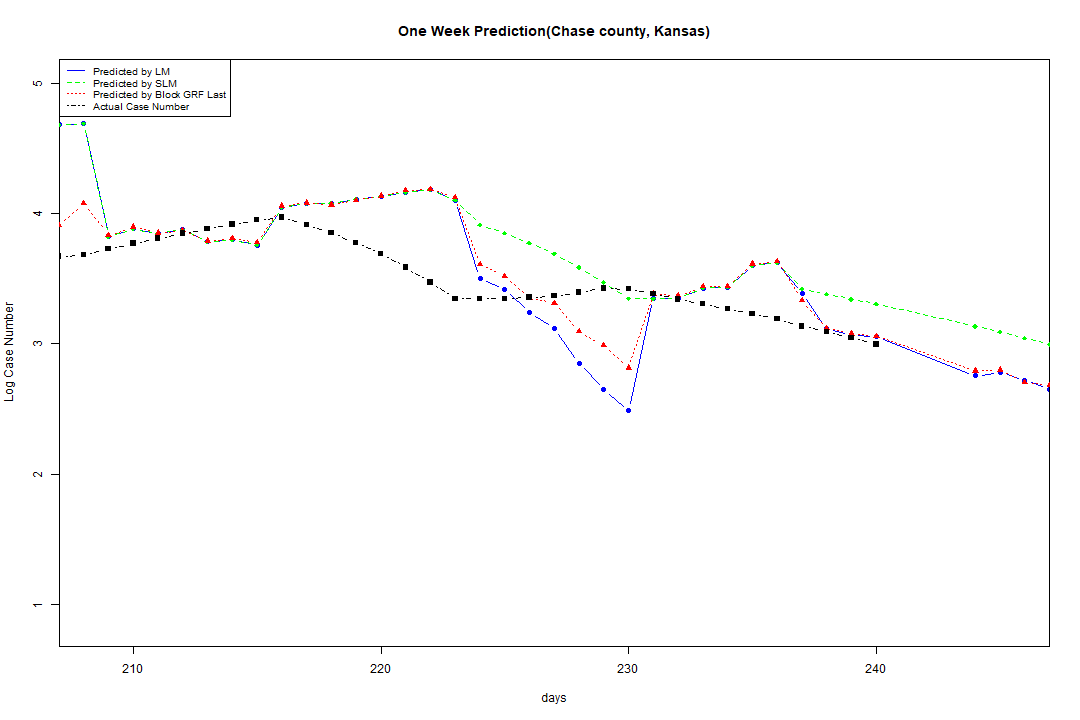 One Week Prediction(Chase county, Kansas)
Predicted by LM
Predicted by SLM
Predicted by Block GRF Last
Actual Case Number
5
4
3
2
1
Log Case Number
210 220 230 240
days